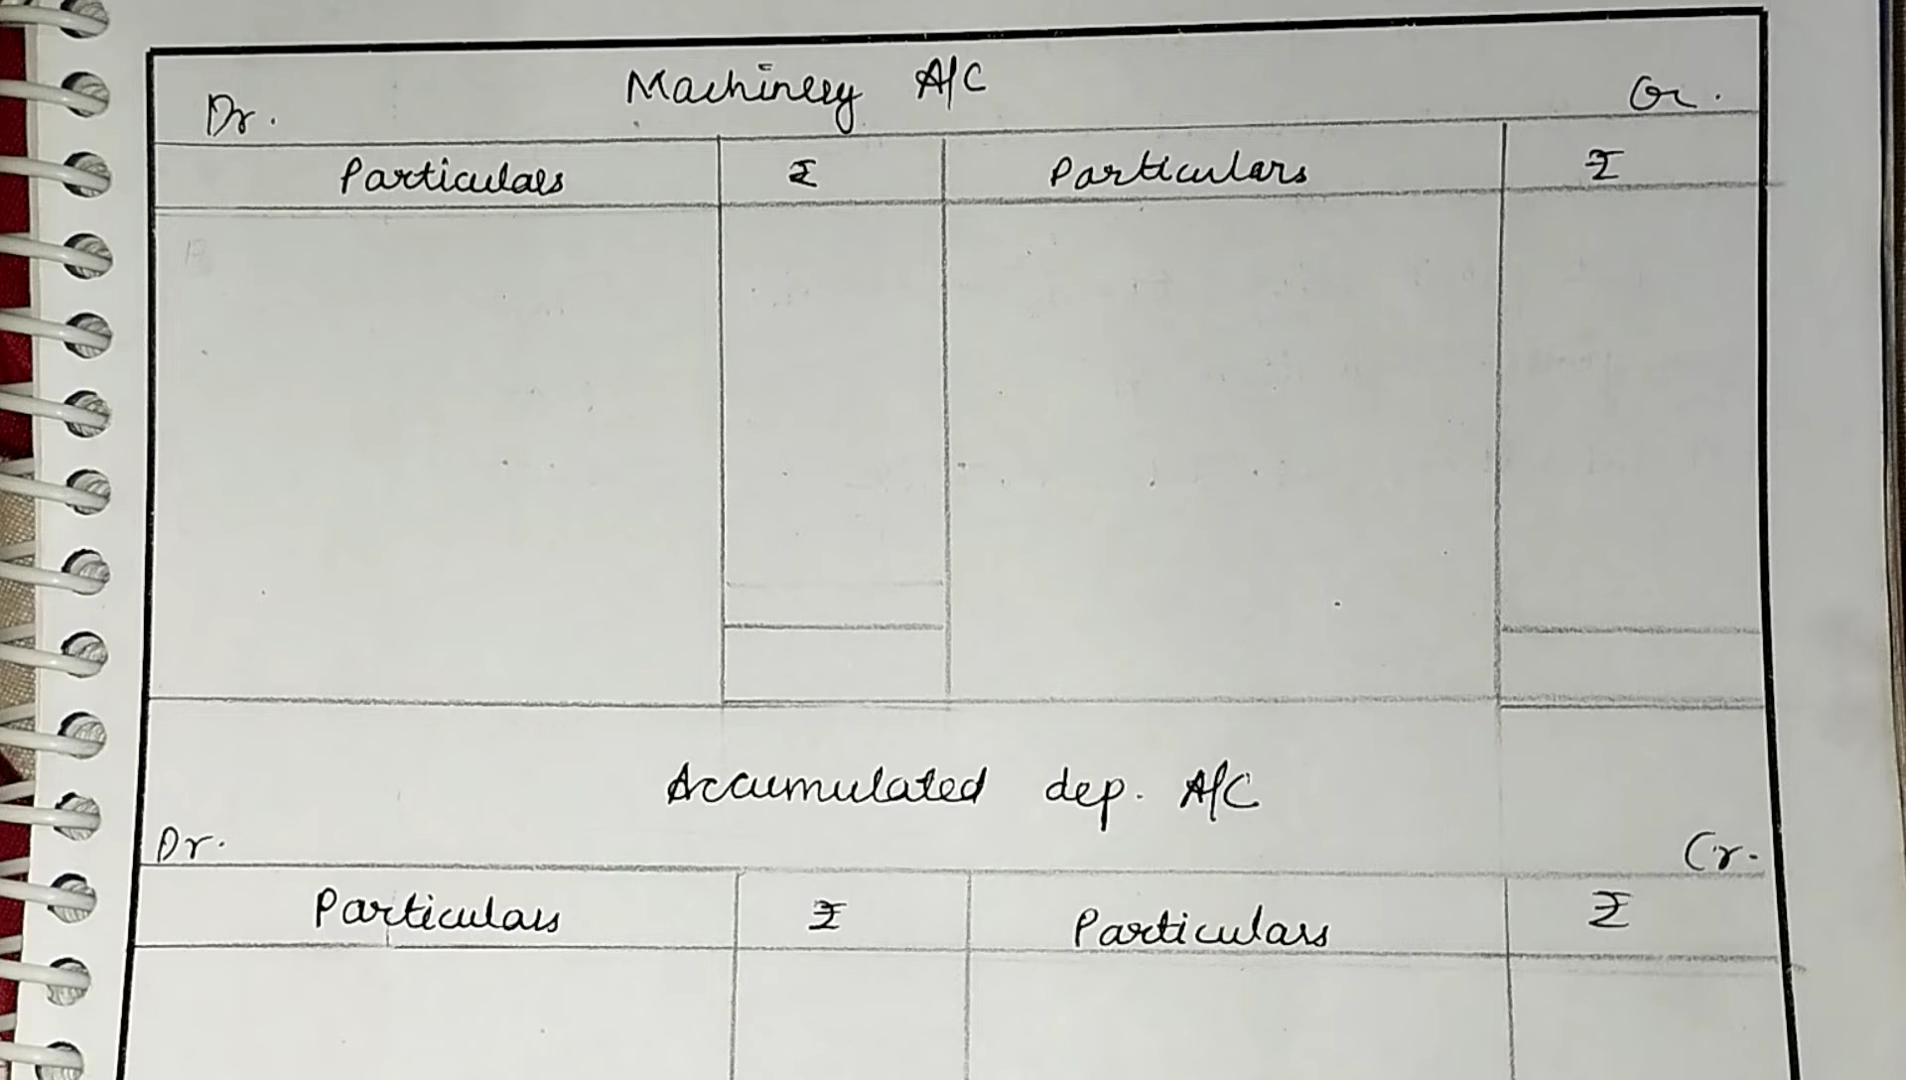 Machinery A/C
Dr. Cr.
Particulars ₹ Particulars ₹
Accumulated dep. A/C
Dr. Cr.
Particulars ₹ Particulars ₹